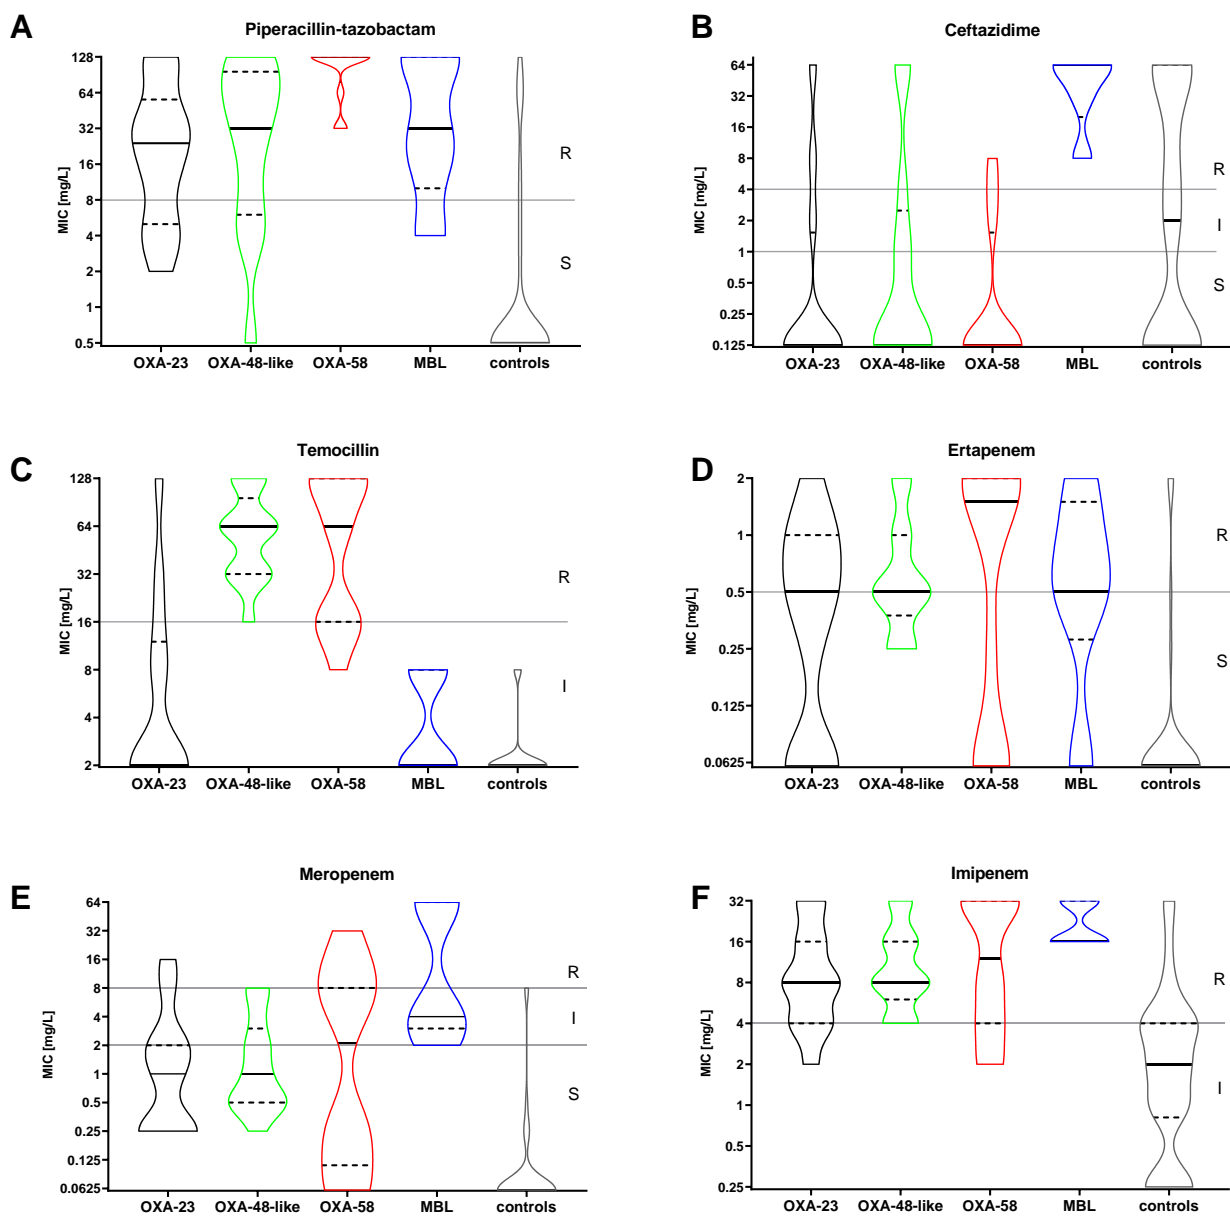 A
Piperacillin-tazobactam
MIC [mg/L]
128
64
32
16
8
4
2
1
0.5
R
S
OXA-23 OXA-48-like OXA-58 MBL controls
B
Ceftazidime
MIC [mg/L]
64
32
16
8
4
2
1
0.5
0.25
0.125
R
I
S
OXA-23 OXA-48-like OXA-58 MBL controls
C
Temocillin
MIC [mg/L]
128
64
32
16
8
4
2
R
I
OXA-23 OXA-48-like OXA-58 MBL controls
D
Ertapenem
MIC [mg/L]
2
1
0.5
0.25
0.125
0.0625
R
S
OXA-23 OXA-48-like OXA-58 MBL controls
E
Meropenem
MIC [mg/L]
64
32
16
8
4
2
1
0.5
0.25
0.125
0.0625
R
I
S
OXA-23 OXA-48-like OXA-58 MBL controls
F
Imipenem
MIC [mg/L]
32
16
8
4
2
1
0.5
0.25
R
I
OXA-23 OXA-48-like OXA-58 MBL controls